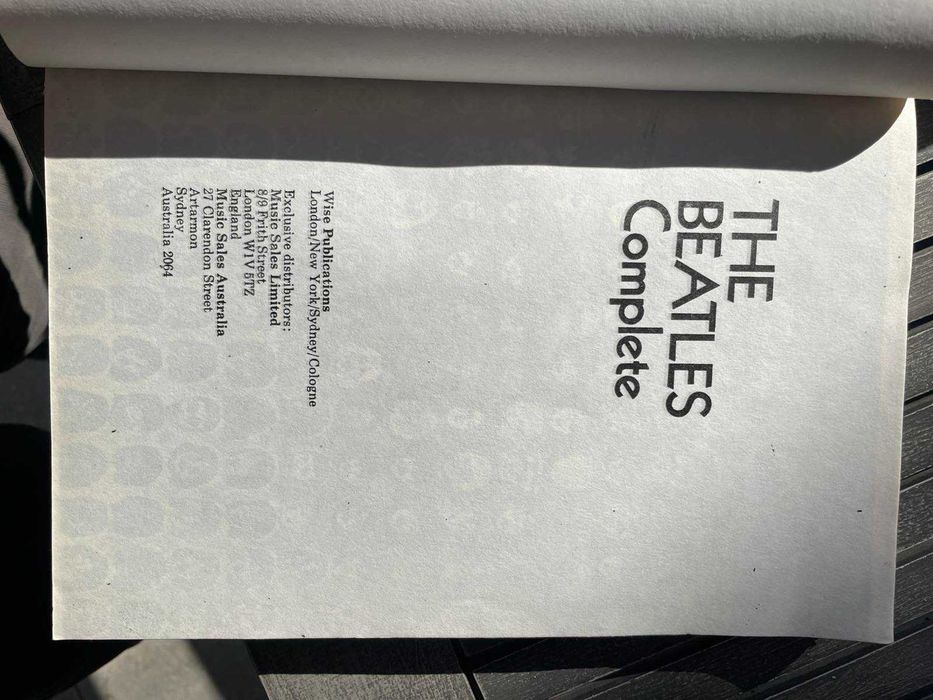 THE
BEATLES
Complete
Wise Publications
London/New York/Sydney/Cologne
Exclusive distributors:
Music Sales Limited
8/9 Frith Street
London W1V 5TZ
England
Music Sales Australia
27 Clarendon Street
Artarmon
Sydney
Australia 2064